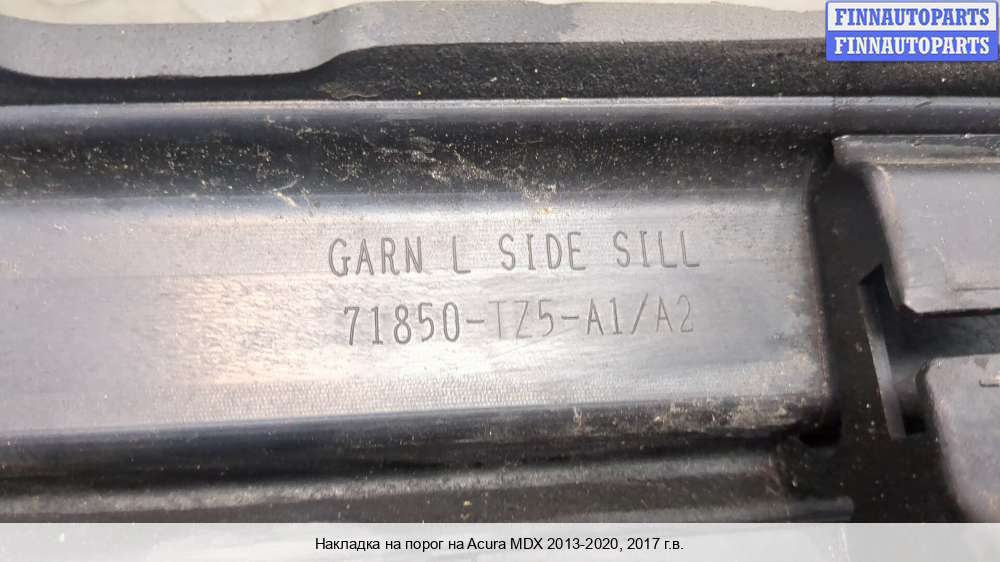 FINNAUTOPARTS
FINNAUTOPARTS
GARN L SIDE SILL
71850-TZ5-A1/A2
Накладка на порог на Acura MDX 2013-2020, 2017 г.в.